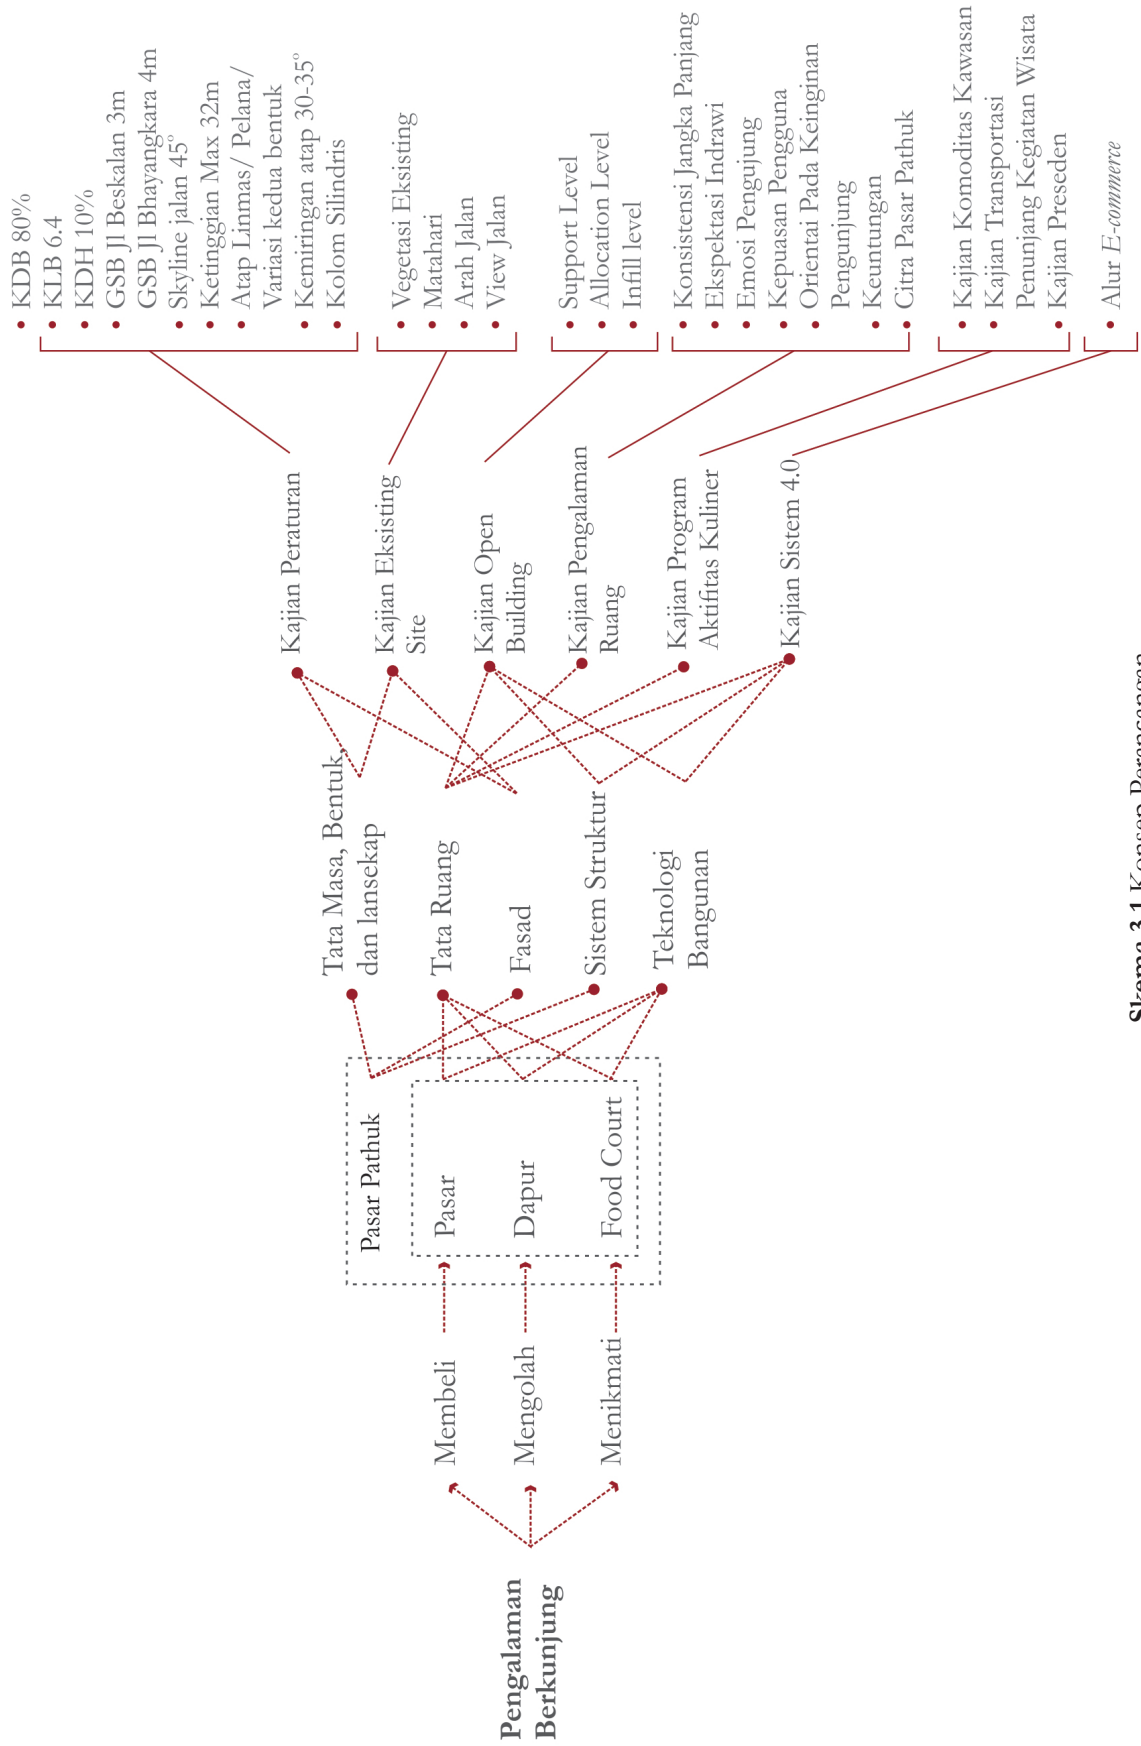 Pengalaman
Berkunjung
Membeli
Mengolah
Menikmati
Pasar Pathuk
Pasar
Dapur
Food Court
Tata Masa, Bentuk,
dan lansekap
Tata Ruang
Fasad
Sistem Struktur
Teknologi
Bangunan
Kajian Peraturan
Kajian Eksisting
Site
Kajian Open
Building
Kajian Pengalaman
Ruang
Kajian Program
Aktifitas Kuliner
Kajian Sistem 4.0
• KDB 80%
• KLB 6.4
• KDH 10%
• GSB Jl Beskalan 3m
GSB Jl Bhayangkara 4m
• Skyline jalan 45°
• Ketinggian Max 32m
• Atap Linmas/ Pelana/
Variasi kedua bentuk
• Kemiringan atap 30-35°
• Kolom Silindris
• Vegetasi Eksisting
• Matahari
• Arah Jalan
• View Jalan
• Support Level
• Allocation Level
• Infill level
• Konsistensi Jangka Panjang
• Ekspektasi Indrawi
• Emosi Pengujung
• Kepuasan Pengguna
• Orientai Pada Keinginan
Pengunjung
• Keuntungan
• Citra Pasar Pathuk
• Kajian Komoditas Kawasan
• Kajian Transportasi
Penunjang Kegiatan Wisata
• Kajian Preseden
• Alur E-commerce
Skema 3.1 Konsep Perancangan